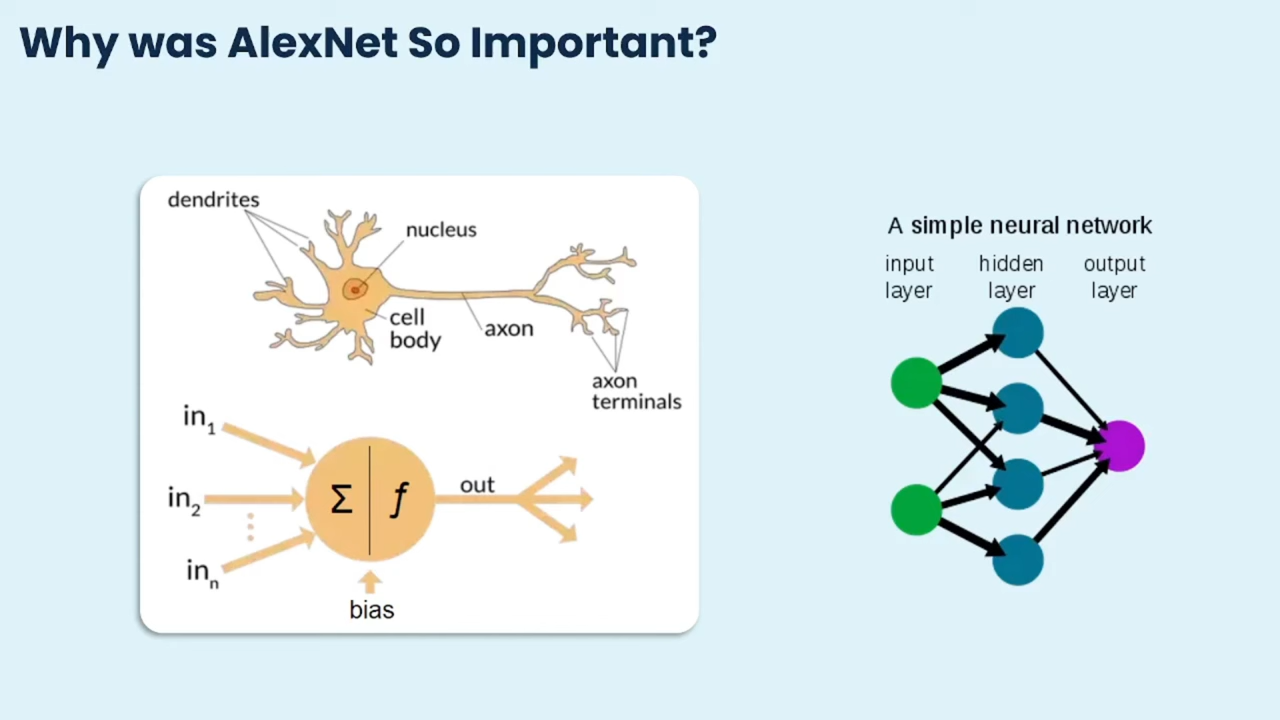 Why was AlexNet So Important?
dendrites
nucleus
cell
body
axon
axon
terminals
in1
in2
inn
Σ f
out
bias
A simple neural network
input hidden output
layer layer layer